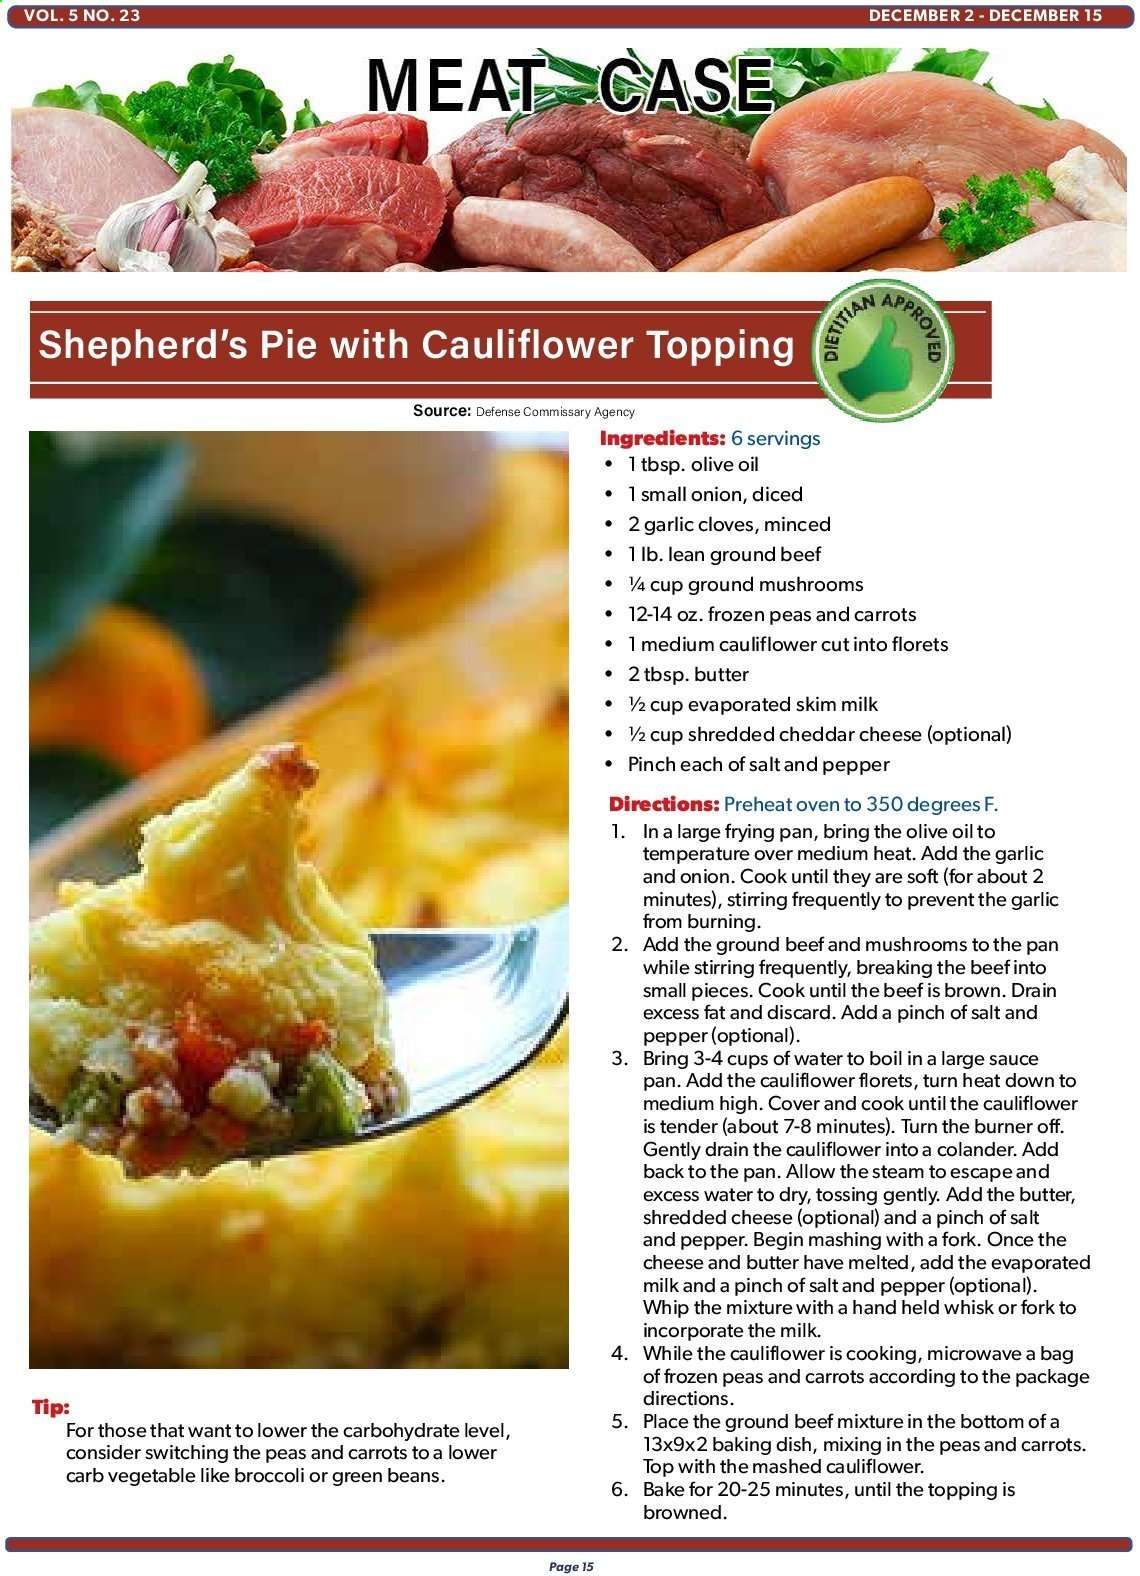 VOL. 5 NO. 23
DECEMBER 2 - DECEMBER 15
MEAT CASE
Shepherd's Pie with Cauliflower Topping
DIETITIAN APPROVED
Source: Defense Commissary Agency
Ingredients: 6 servings
• 1 tbsp. olive oil
• 1 small onion, diced
• 2 garlic cloves, minced
• 1 lb. lean ground beef
• ¼ cup ground mushrooms
• 12-14 oz. frozen peas and carrots
• 1 medium cauliflower cut into florets
• 2 tbsp. butter
• ½ cup evaporated skim milk
• ½ cup shredded cheddar cheese (optional)
• Pinch each of salt and pepper
Directions: Preheat oven to 350 degrees F.
1. In a large frying pan, bring the olive oil to
temperature over medium heat. Add the garlic
and onion. Cook until they are soft (for about 2
minutes), stirring frequently to prevent the garlic
from burning.
2. Add the ground beef and mushrooms to the pan
while stirring frequently, breaking the beef into
small pieces. Cook until the beef is brown. Drain
excess fat and discard. Add a pinch of salt and
pepper (optional).
3. Bring 3-4 cups of water to boil in a large sauce
pan. Add the cauliflower florets, turn heat down to
medium high. Cover and cook until the cauliflower
is tender (about 7-8 minutes). Turn the burner off.
Gently drain the cauliflower into a colander. Add
back to the pan. Allow the steam to escape and
excess water to dry, tossing gently. Add the butter,
shredded cheese (optional) and a pinch of salt
and pepper. Begin mashing with a fork. Once the
cheese and butter have melted, add the evaporated
milk and a pinch of salt and pepper (optional).
Whip the mixture with a hand held whisk or fork to
incorporate the milk.
4. While the cauliflower is cooking, microwave a bag
of frozen peas and carrots according to the package
directions.
5. Place the ground beef mixture in the bottom of a
13x9x2 baking dish, mixing in the peas and carrots.
Top with the mashed cauliflower.
6. Bake for 20-25 minutes, until the topping is
browned.
Tip:
For those that want to lower the carbohydrate level,
consider switching the peas and carrots to a lower
carb vegetable like broccoli or green beans.
Page 15